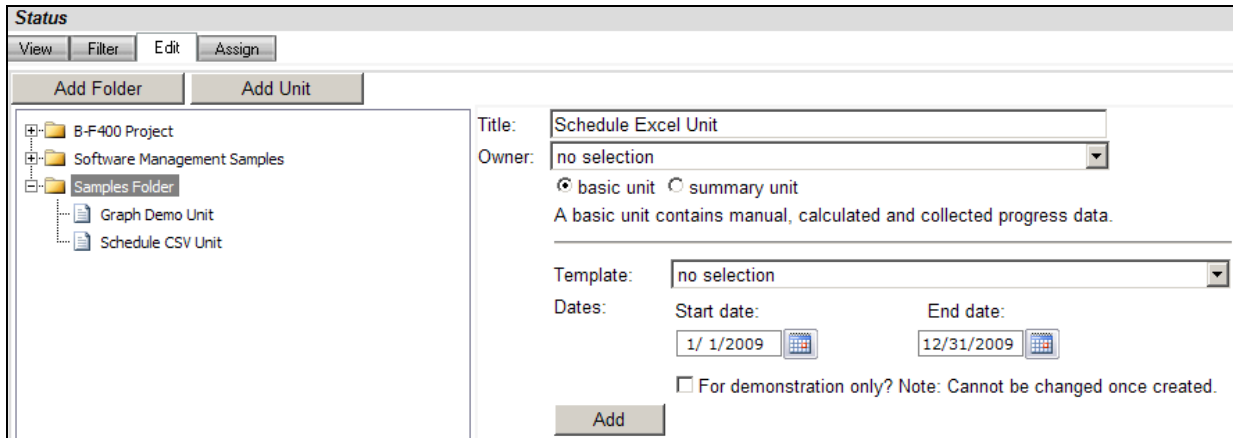 Status
View Filter Edit Assign
Add Folder Add Unit
B-F400 Project
Software Management Samples
Samples Folder
Graph Demo Unit
Schedule CSV Unit
Title: Schedule Excel Unit
Owner: no selection
basic unit summary unit
A basic unit contains manual, calculated and collected progress data.
Template: no selection
Dates: Start date: End date:
1/ 1/2009 12/31/2009
For demonstration only? Note: Cannot be changed once created.
Add